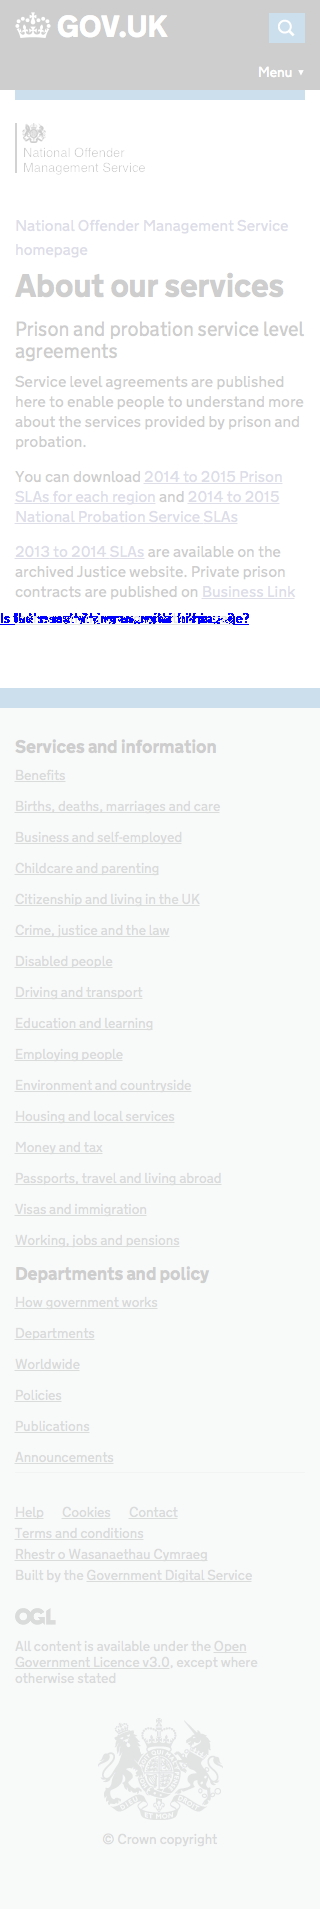 GOV.UK
Menu ▼
National Offender
Management Service
National Offender Management Service
homepage
About our services
Prison and probation service level
agreements
Service level agreements are published
here to enable people to understand more
about the services provided by prison and
probation.
You can download 2014 to 2015 Prison
SLAs for each region and 2014 to 2015
National Probation Service SLAs
2013 to 2014 SLAs are available on the
archived Justice website. Private prison
contracts are published on Business Link
Services and information
Benefits
Births, deaths, marriages and care
Business and self-employed
Childcare and parenting
Citizenship and living in the UK
Crime, justice and the law
Disabled people
Driving and transport
Education and learning
Employing people
Environment and countryside
Housing and local services
Money and tax
Passports, travel and living abroad
Visas and immigration
Working, jobs and pensions
Departments and policy
How government works
Departments
Worldwide
Policies
Publications
Announcements
Help Cookies Contact
Terms and conditions
Rhestr o Wasanaethau Cymraeg
Built by the Government Digital Service
OGL
All content is available under the Open
Government Licence v3.0, except where
otherwise stated
© Crown copyright